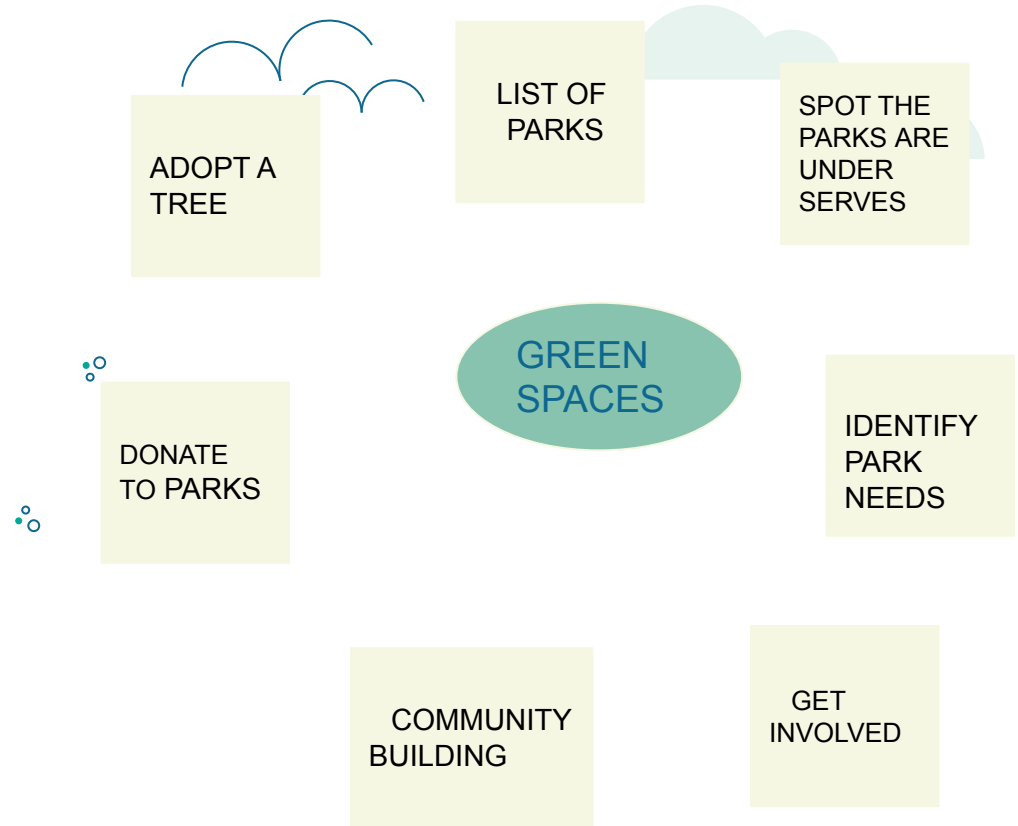 LIST OF
PARKS
SPOT THE
PARKS ARE
UNDER
SERVES
ADOPT A
TREE
GREEN
SPACES
IDENTIFY
PARK
NEEDS
DONATE
TO PARKS
COMMUNITY
BUILDING
GET
INVOLVED